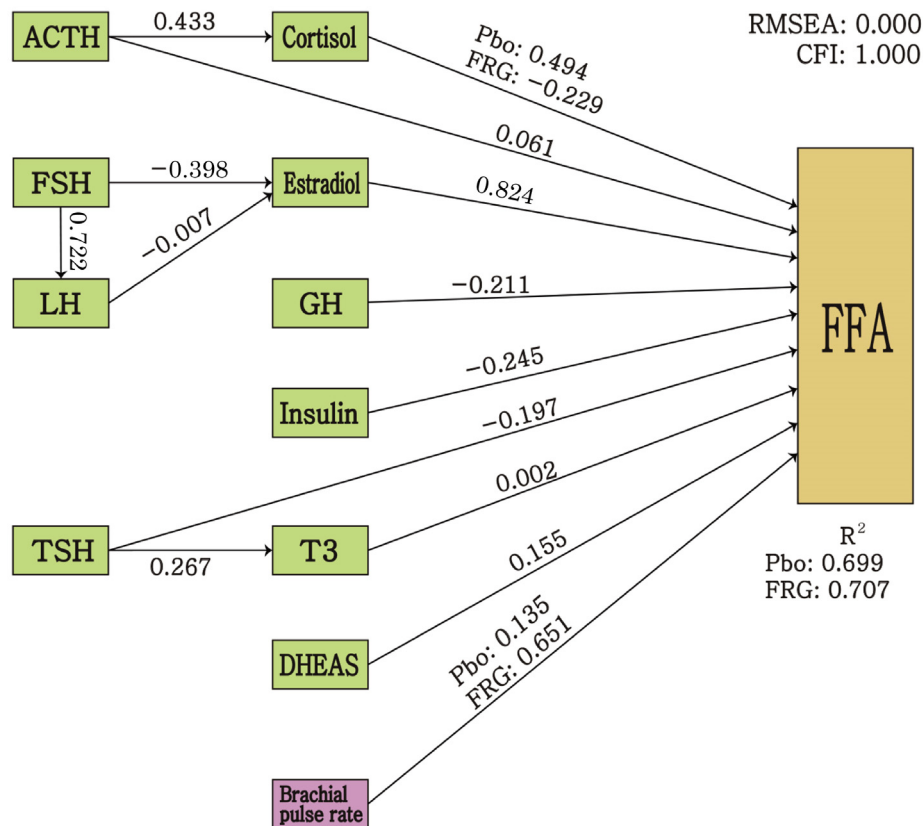 ACTH
0.433
Cortisol
Pbo: 0.494
FRG: −0.229
RMSEA: 0.000
CFI: 1.000
0.061
FSH
−0.398
Estradiol
0.824
0.722
−0.007
LH
GH
−0.211
FFA
Insulin
−0.245
−0.197
0.002
TSH
0.267
T3
0.155
R²
Pbo: 0.699
FRG: 0.707
DHEAS
Pbo: 0.135
FRG: 0.651
Brachial
pulse rate